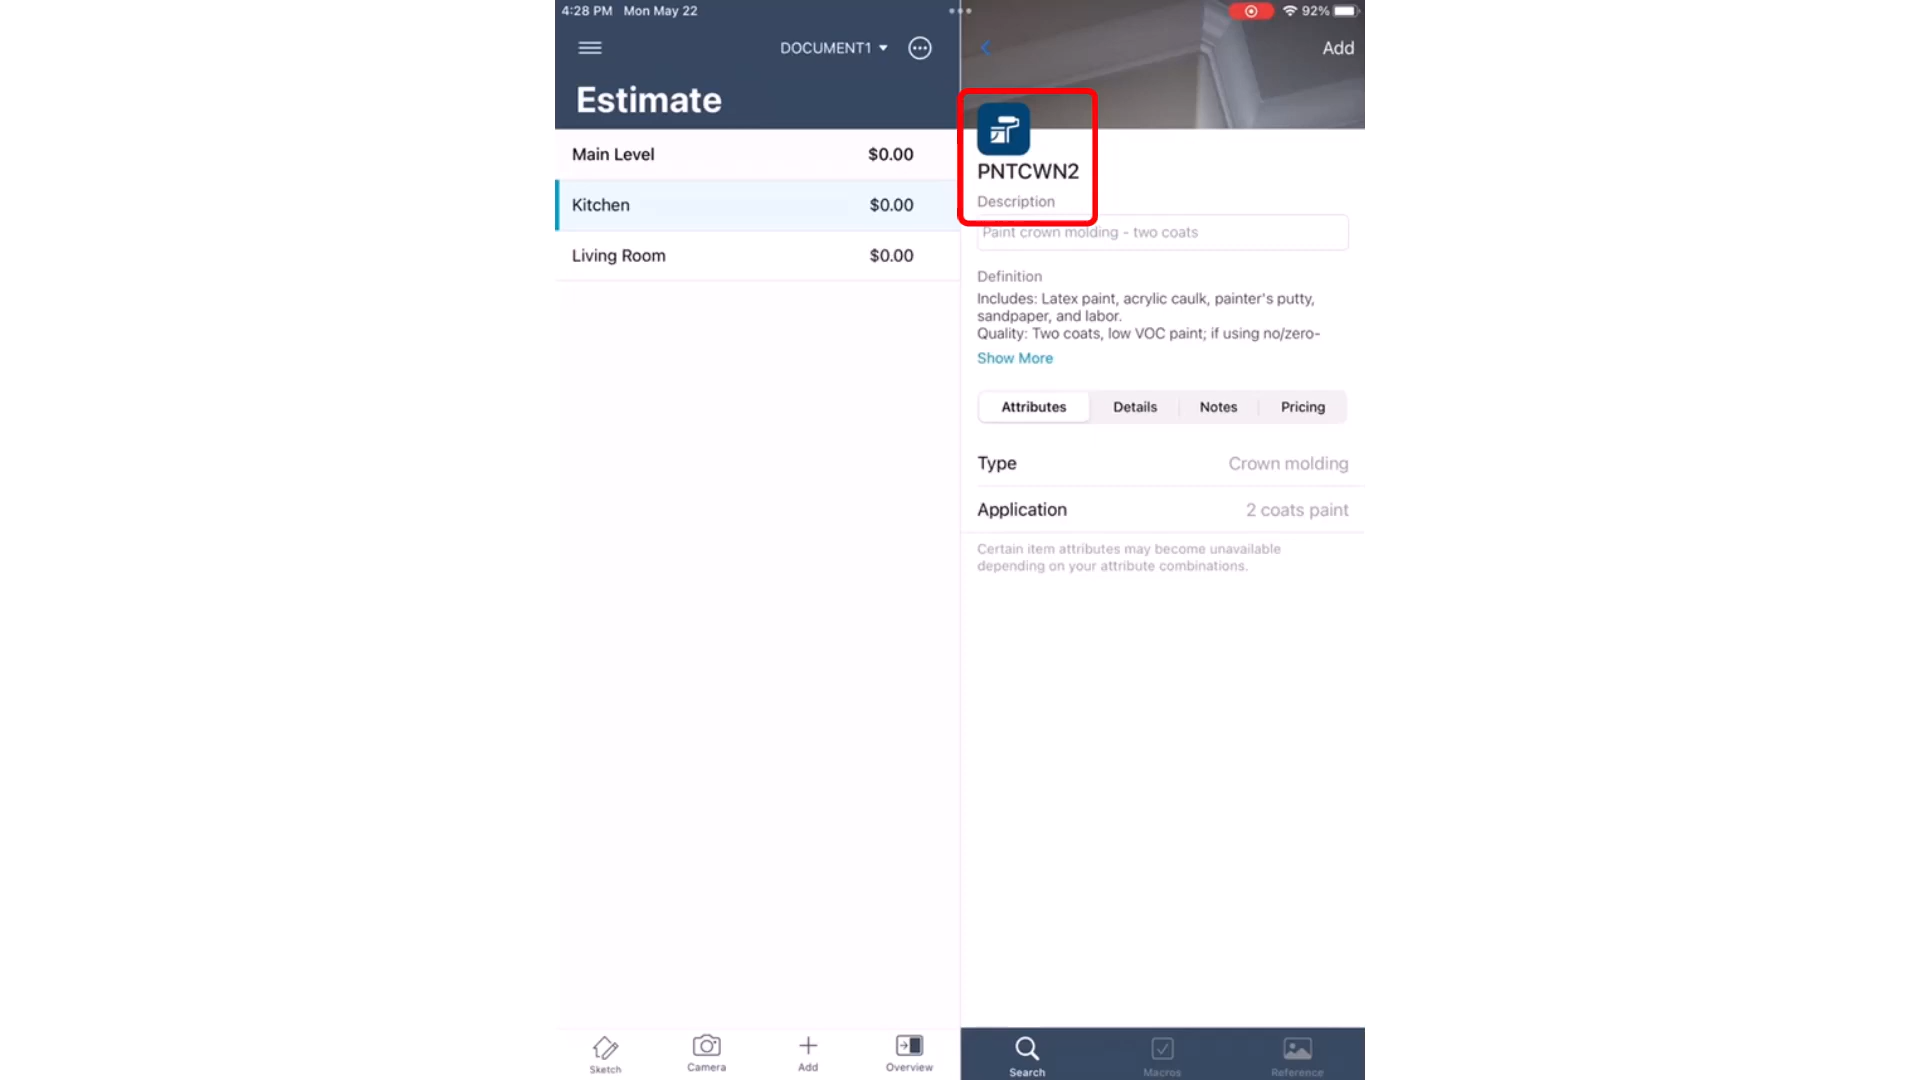 4:28 PM Mon May 22
92%
DOCUMENT1
Add
Estimate
Main Level $0.00
Kitchen $0.00
Living Room $0.00
PNTCWN2
Description
Paint crown molding - two coats
Definition
Includes: Latex paint, acrylic caulk, painter's putty,
sandpaper, and labor.
Quality: Two coats, low VOC paint; if using no/zero-
Show More
Attributes Details Notes Pricing
Type Crown molding
Application 2 coats paint
Certain item attributes may become unavailable
depending on your attribute combinations.
Sketch Camera Add Overview
Search Macros Reference